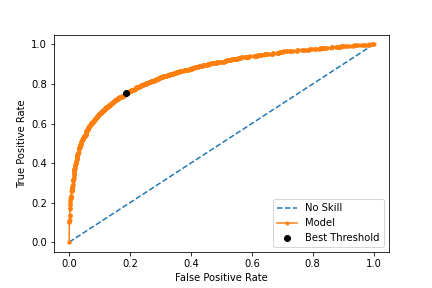 1.0
0.8
0.6
0.4
0.2
0.0
True Positive Rate
No Skill
Model
Best Threshold
0.0 0.2 0.4 0.6 0.8 1.0
False Positive Rate